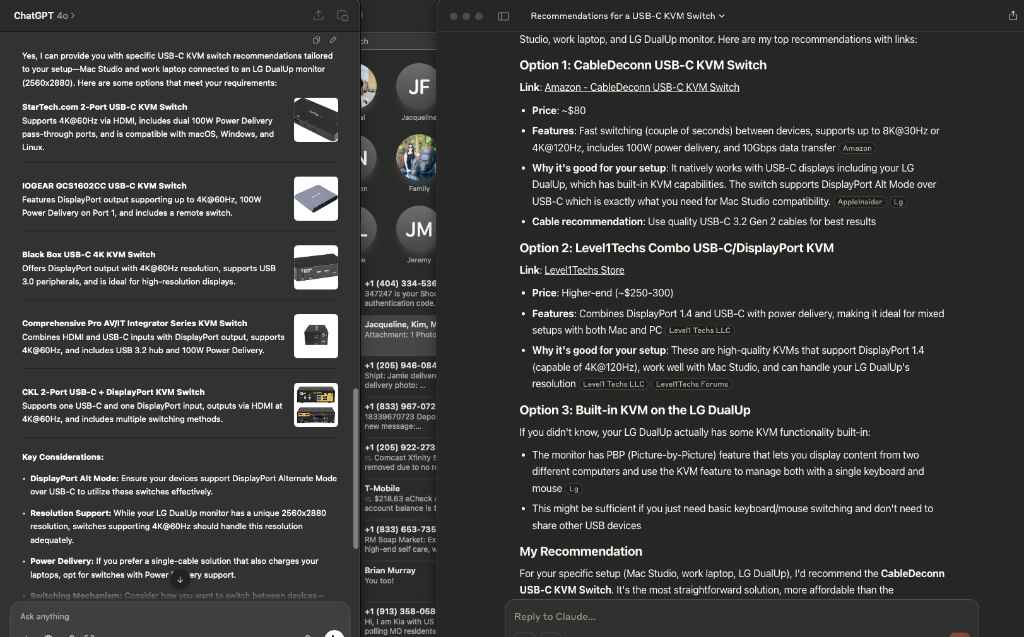 ChatGPT 4o >
Yes, I can provide you with specific USB-C KVM switch recommendations tailored
to your setup—Mac Studio and work laptop connected to an LG DualUp monitor
(2560x2880). Here are some options that meet your requirements:
StarTech.com 2-Port USB-C KVM Switch
Supports 4K@60Hz via HDMI, includes dual 100W Power Delivery
pass-through ports, and is compatible with macOS, Windows, and
Linux.
IOGEAR GCS1602CC USB-C KVM Switch
Features DisplayPort output supporting up to 4K@60Hz, 100W
Power Delivery on Port 1, and includes a remote switch.
Black Box USB-C 4K KVM Switch
Offers DisplayPort output with 4K@60Hz resolution, supports USB
3.0 peripherals, and is ideal for high-resolution displays.
Comprehensive Pro AV/IT Integrator Series KVM Switch
Combines HDMI and USB-C inputs with DisplayPort output, supports
4K@60Hz, and includes USB 3.2 hub and 100W Power Delivery.
CKL 2-Port USB-C + DisplayPort KVM Switch
Supports one USB-C and one DisplayPort input, outputs via HDMI at
4K@60Hz, and includes multiple switching methods.
Key Considerations:
• DisplayPort Alt Mode: Ensure your devices support DisplayPort Alternate Mode
over USB-C to utilize these switches effectively.
• Resolution Support: While your LG DualUp monitor has a unique 2560x2880
resolution, switches supporting 4K@60Hz should handle this resolution
adequately.
• Power Delivery: If you prefer a single-cable solution that also charges your
laptops, opt for switches with Power ery support.
• Switching Mechanism: Consider how you want to switch between devices—
Ask anything
ch
JF
Jacqueline
N
Family
L
JM
Jeremy
+1 (404) 334-536
347247 is your Sho
authentication code.
Jacqueline, Kim, M
Attachment: 1 Photo
+1 (205) 946-084
Shipt: Jamie deliver
delivery photo: ...
+1 (833) 967-072
18339670723 Depo
new message:...
+1 (205) 922-273
Comcast Xfinity
removed due to no r
T-Mobile
$218.63 eCheck
account balance is
+1 (833) 653-735
RM Soap Market: Ex
high-end self care, w
Brian Murray
You too!
+1 (913) 358-058
Hi, I am Kia with US
polling MO residents
Recommendations for a USB-C KVM Switch
Studio, work laptop, and LG DualUp monitor. Here are my top recommendations with links:
Option 1: CableDeconn USB-C KVM Switch
Link: Amazon - CableDeconn USB-C KVM Switch
• Price: ~$80
• Features: Fast switching (couple of seconds) between devices, supports up to 8K@30Hz or
4K@120Hz, includes 100W power delivery, and 10Gbps data transfer Amazon
• Why it's good for your setup: It natively works with USB-C displays including your LG
DualUp, which has built-in KVM capabilities. The switch supports DisplayPort Alt Mode over
USB-C which is exactly what you need for Mac Studio compatibility. AppleInsider Lg
• Cable recommendation: Use quality USB-C 3.2 Gen 2 cables for best results
Option 2: Level1Techs Combo USB-C/DisplayPort KVM
Link: Level1Techs Store
• Price: Higher-end (~$250-300)
• Features: Combines DisplayPort 1.4 and USB-C with power delivery, making it ideal for mixed
setups with both Mac and PC Level1 Techs LLC
• Why it's good for your setup: These are high-quality KVMs that support DisplayPort 1.4
(capable of 4K@120Hz), work well with Mac Studio, and can handle your LG DualUp's
resolution Level1 Techs LLC Level1Techs Forums
Option 3: Built-in KVM on the LG DualUp
If you didn't know, your LG DualUp actually has some KVM functionality built-in:
• The monitor has PBP (Picture-by-Picture) feature that lets you display content from two
different computers and use the KVM feature to manage both with a single keyboard and
mouse Lg
• This might be sufficient if you just need basic keyboard/mouse switching and don't need to
share other USB devices
My Recommendation
For your specific setup (Mac Studio, work laptop, LG DualUp), I'd recommend the CableDeconn
USB-C KVM Switch. It's the most straightforward solution, more affordable than the
Reply to Claude...